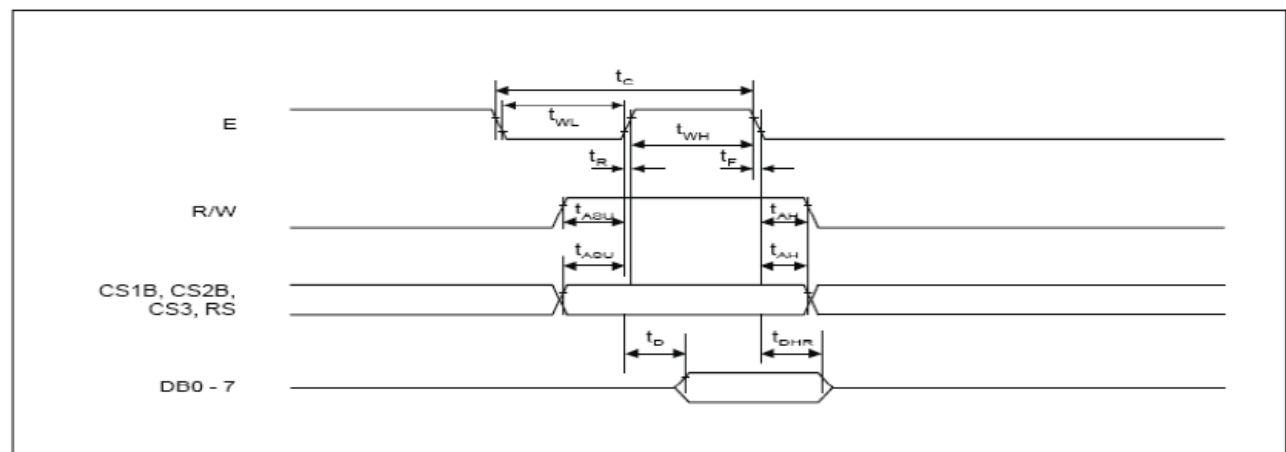 tC
tWL
E
tWH
tR
tF
R/W
tASU
tAH
tASU
tAH
CS1B, CS2B,
CS3, RS
tD
tDHR
DB0 - 7